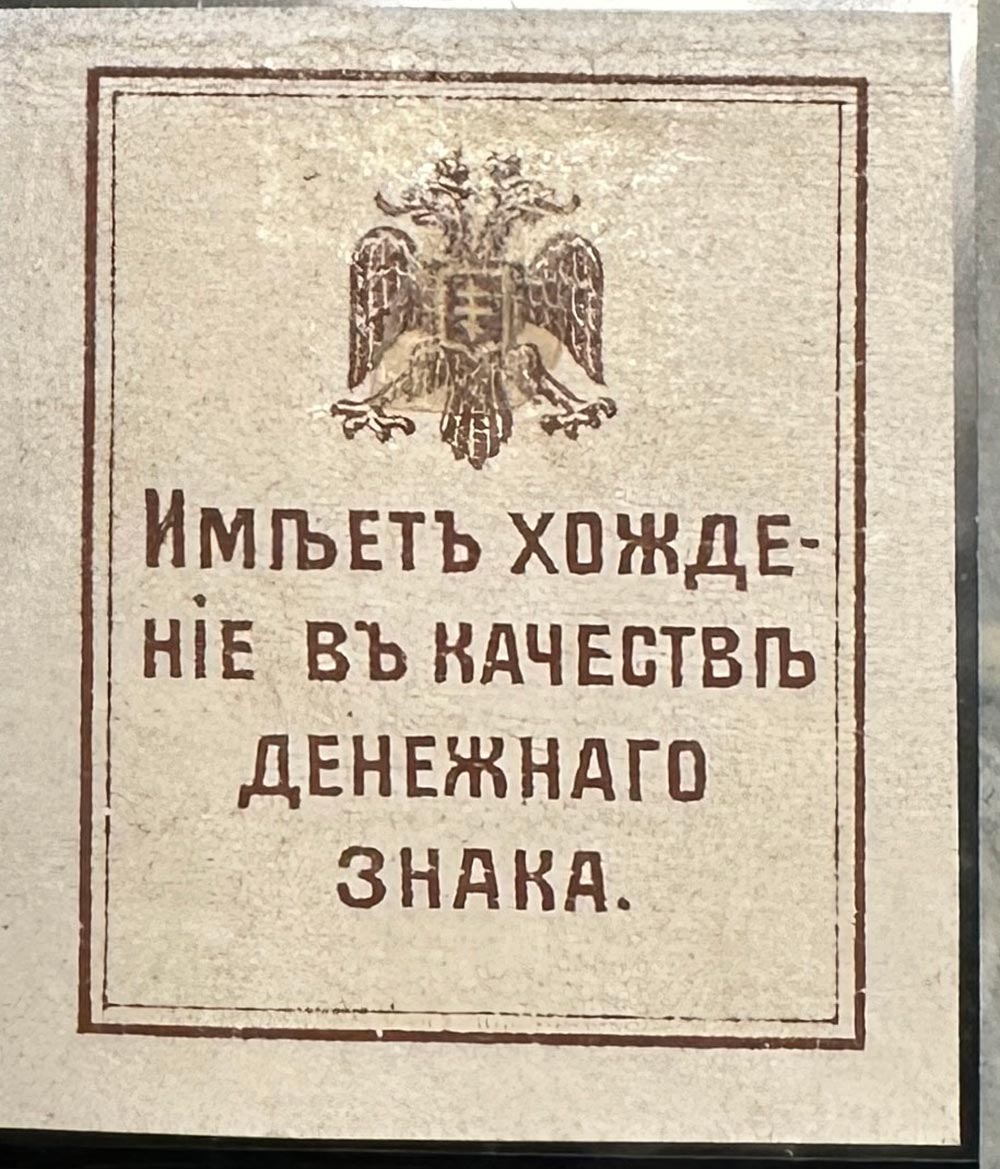 Имѣетъ хожде-
ніе въ качествѣ
денежнаго
знака.